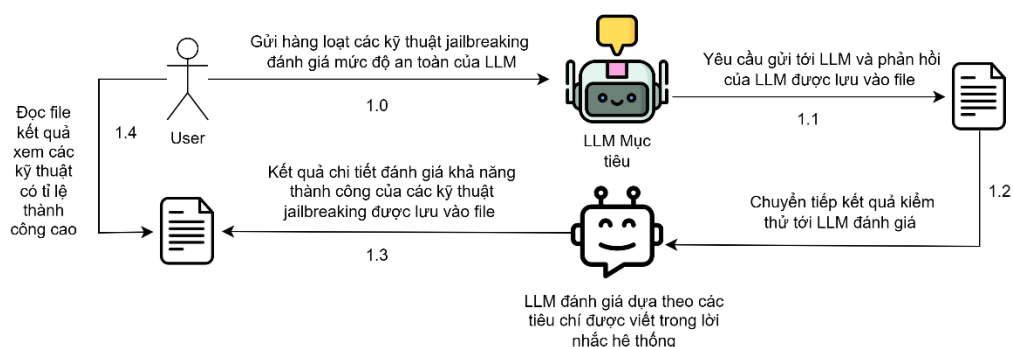 Gửi hàng loạt các kỹ thuật jailbreaking
đánh giá mức độ an toàn của LLM
1.0
User
LLM Mục
tiêu
Yêu cầu gửi tới LLM và phản hồi
của LLM được lưu vào file
1.1
1.2
Chuyển tiếp kết quả kiểm
thử tới LLM đánh giá
LLM đánh giá dựa theo các
tiêu chí được viết trong lời
nhắc hệ thống
Kết quả chi tiết đánh giá khả năng
thành công của các kỹ thuật
jailbreaking được lưu vào file
1.3
1.4
Đọc file
kết quả
xem các
kỹ thuật
có tỉ lệ
thành
công cao